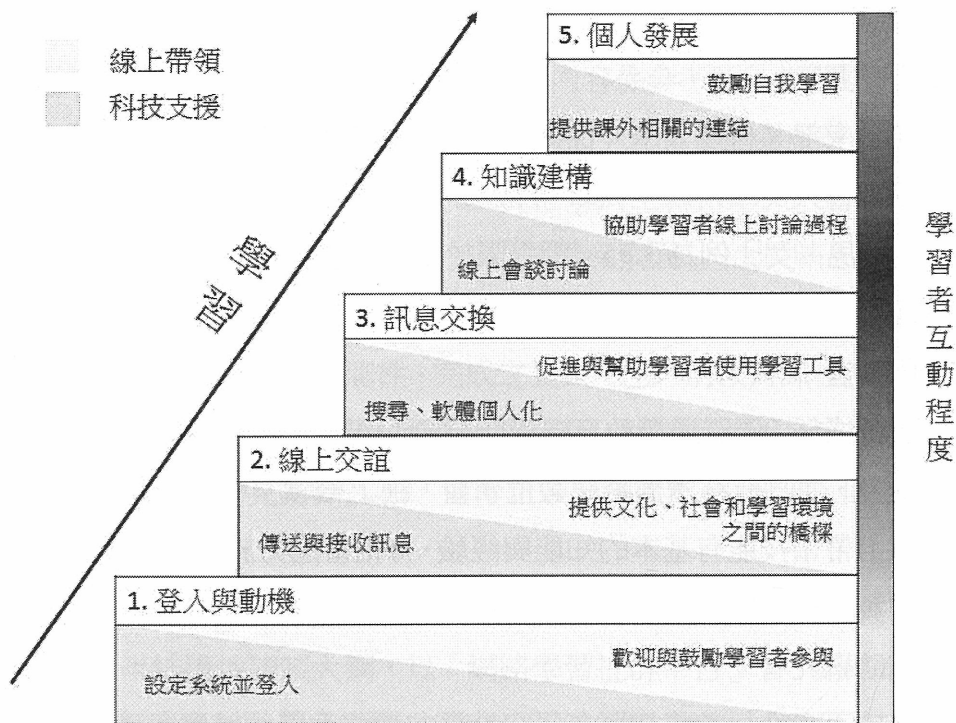 線上帶領
科技支援
5. 個人發展
鼓勵自我學習
提供課外相關的連結
4. 知識建構
協助學習者線上討論過程
線上會談討論
3. 訊息交換
促進與幫助學習者使用學習工具
搜尋、軟體個人化
2. 線上交誼
提供文化、社會和學習環境
之間的橋樑
傳送與接收訊息
1. 登入與動機
歡迎與鼓勵學習者參與
設定系統並登入
學習
學習者互動程度